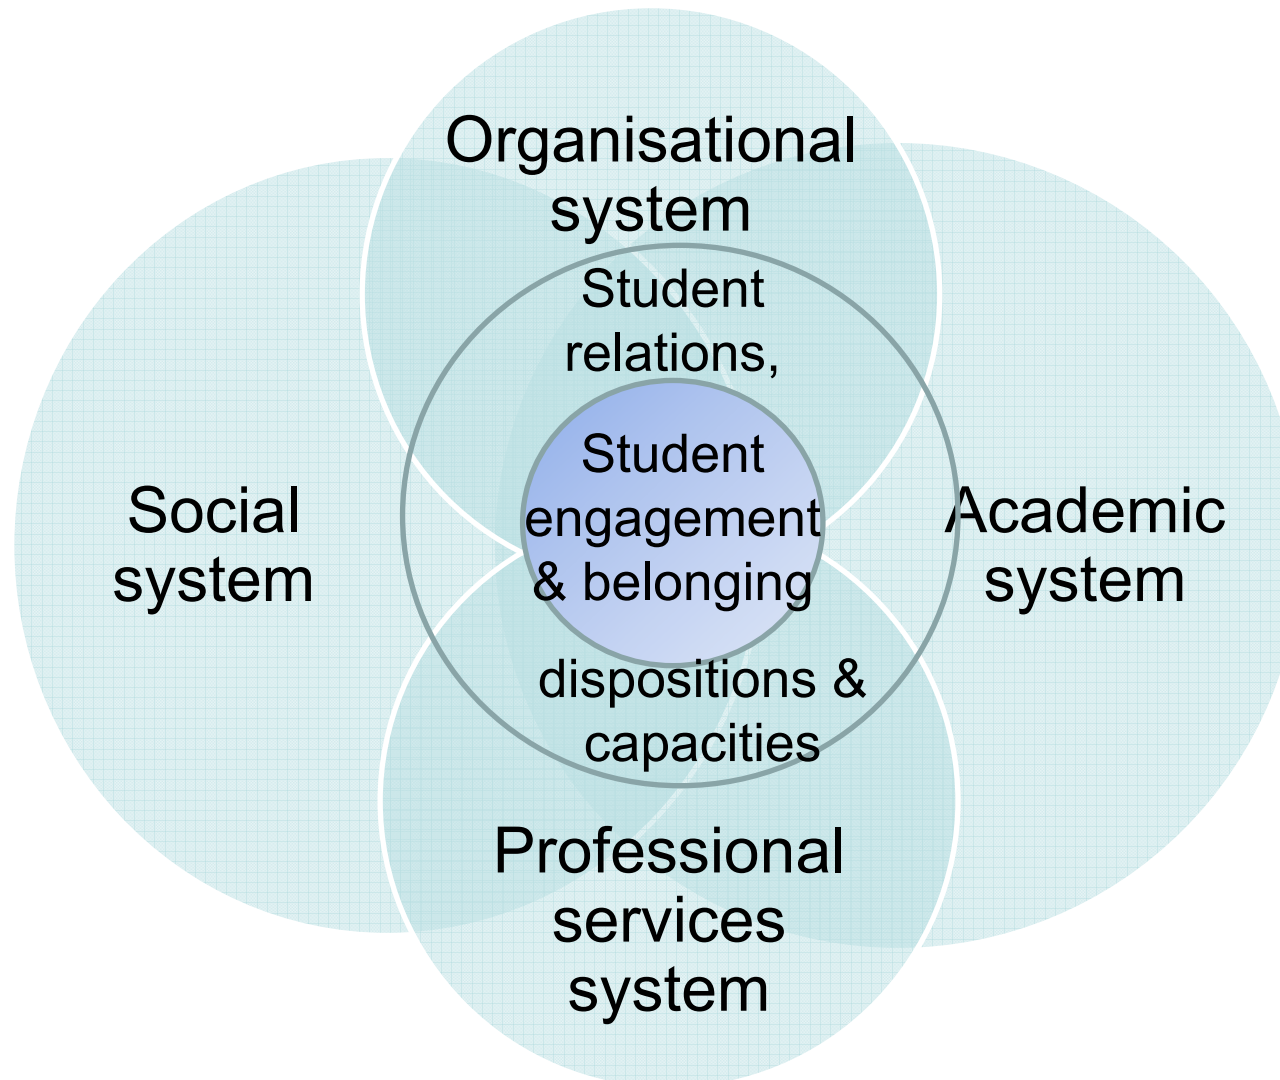 Organisational
system
Student
relations,
Social
system
Student
engagement
& belonging
Academic
system
dispositions &
capacities
Professional
services
system